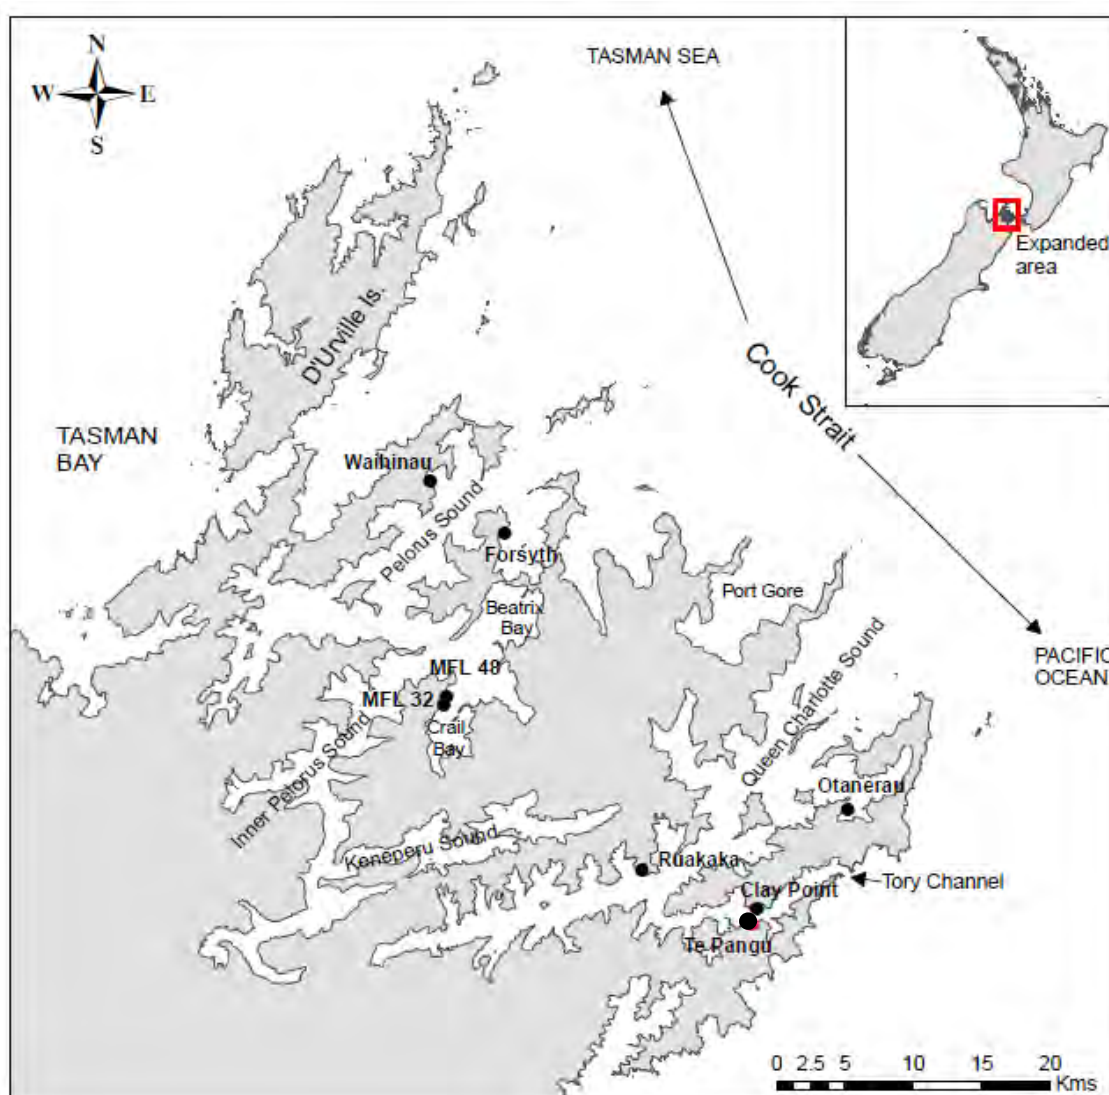 N
W E
S
TASMAN SEA
Expanded
area
D'Urville Is.
Cook Strait
TASMAN
BAY
Waihinau
Pelorus Sound
Forsyth
Port Gore
Beatrix
Bay
PACIFIC
OCEAN
MFL 48
MFL 32
Crail
Bay
Queen Charlotte Sound
Inner Pelorus Sound
Otanerau
Keneperu Sound
Ruakaka
Clay Point
Tory Channel
Te Pangu
0 2.5 5 10 15 20
Kms